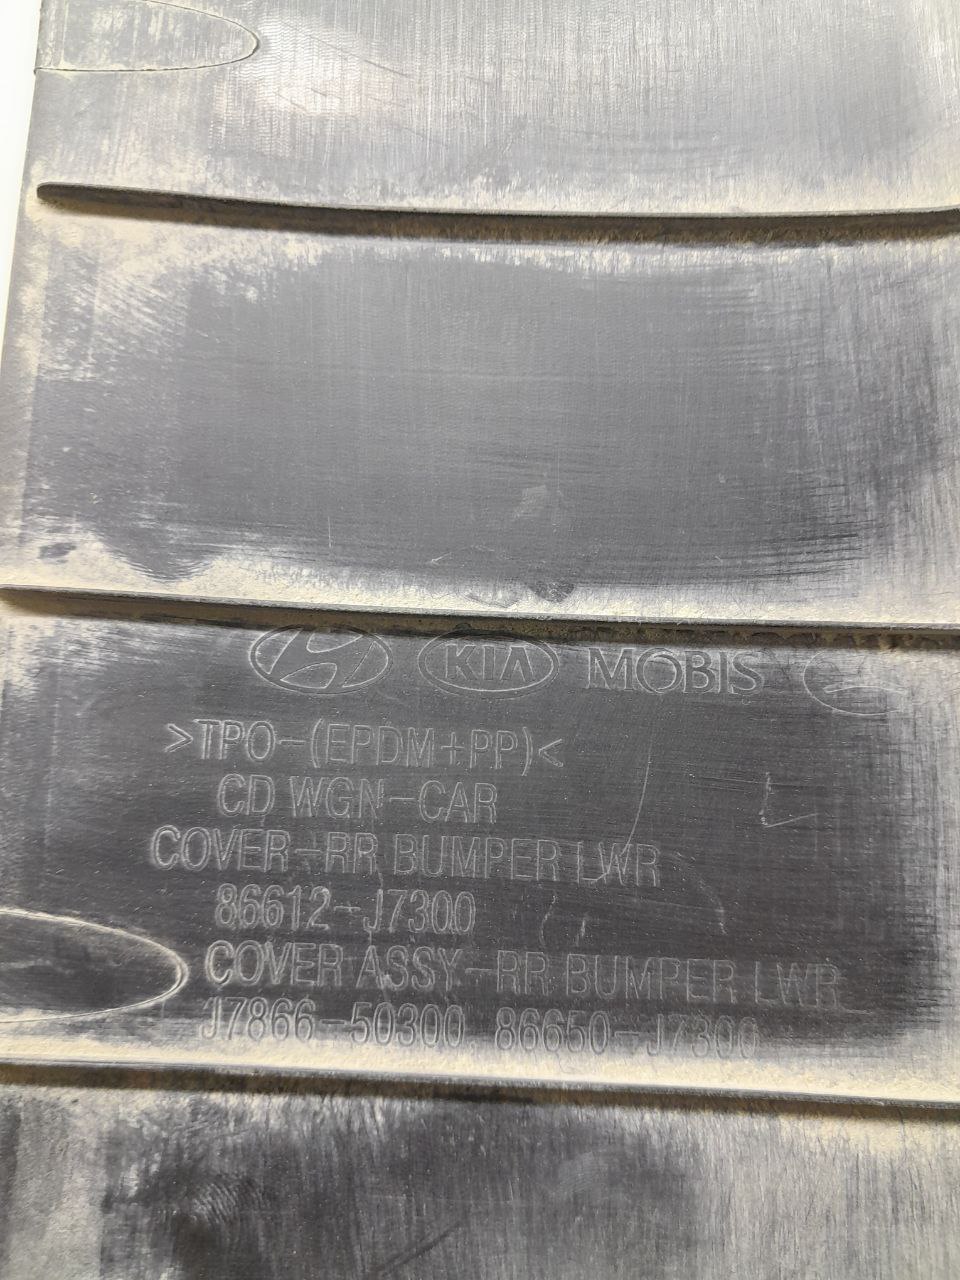 KIA MOBIS
>TPO-(EPDM+PP)<
CD WGN-CAR
COVER-RR BUMPER LWR
86612-J7300
COVER ASSY-RR BUMPER LWR
J7866-50300, 86650-J7300